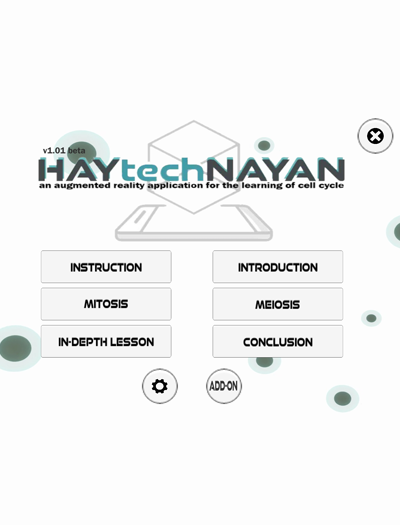 v1.01 beta
HAYtechNAYAN
an augmented reality application for the learning of cell cycle
INSTRUCTION
INTRODUCTION
MITOSIS
MEIOSIS
IN-DEPTH LESSON
CONCLUSION
ADD-ON